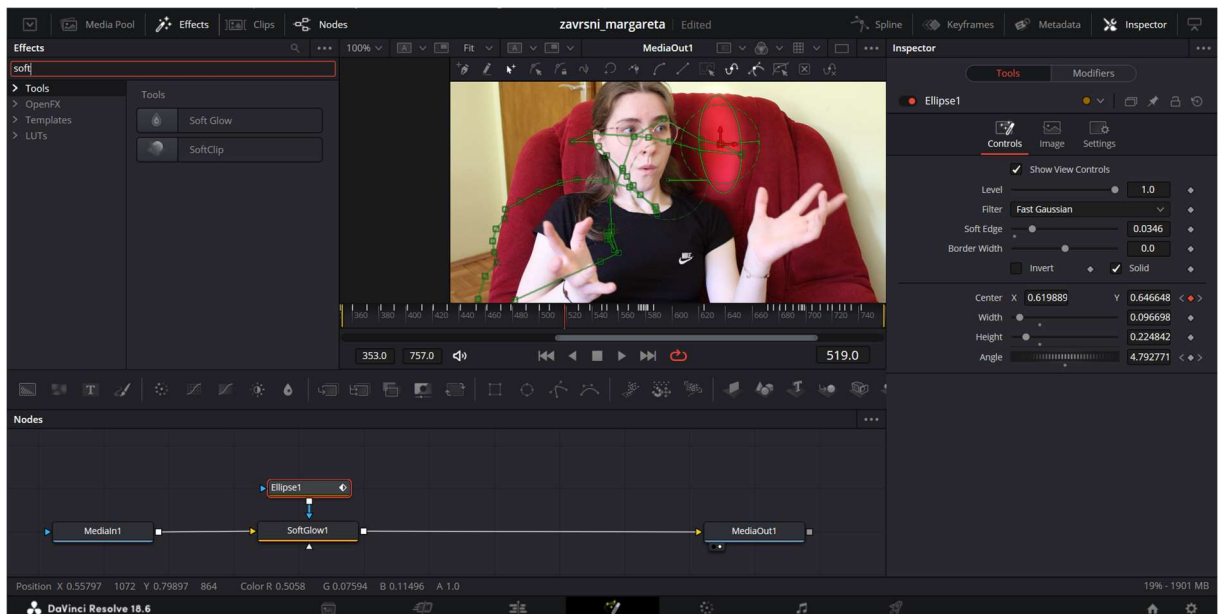 Media Pool Effects Clips Nodes zavrsni_margareta Edited Spline Keyframes Metadata Inspector
Effects 100% Fit MediaOut1 Inspector
soft
Tools Modifiers
Tools Tools
Ellipse1
OpenFX
Templates Soft Glow
LUTs
SoftClip
Controls Image Settings
Show View Controls
Level 1.0
Filter Fast Gaussian
Soft Edge 0.0346
Border Width 0.0
Invert Solid
Center X 0.619889 Y 0.646648
Width 0.096698
Height 0.224842
Angle 4.792771
360 380 400 420 440 460 480 500 520 540 560 580 600 620 640 660 680 700 720 740
353.0 757.0 519.0
T
Nodes
Ellipse1
MediaIn1 SoftGlow1 MediaOut1
Position X 0.55797 1072 Y 0.79897 864 Color R 0.5058 G 0.07594 B 0.11496 A 1.0 19% - 1901 MB
DaVinci Resolve 18.6